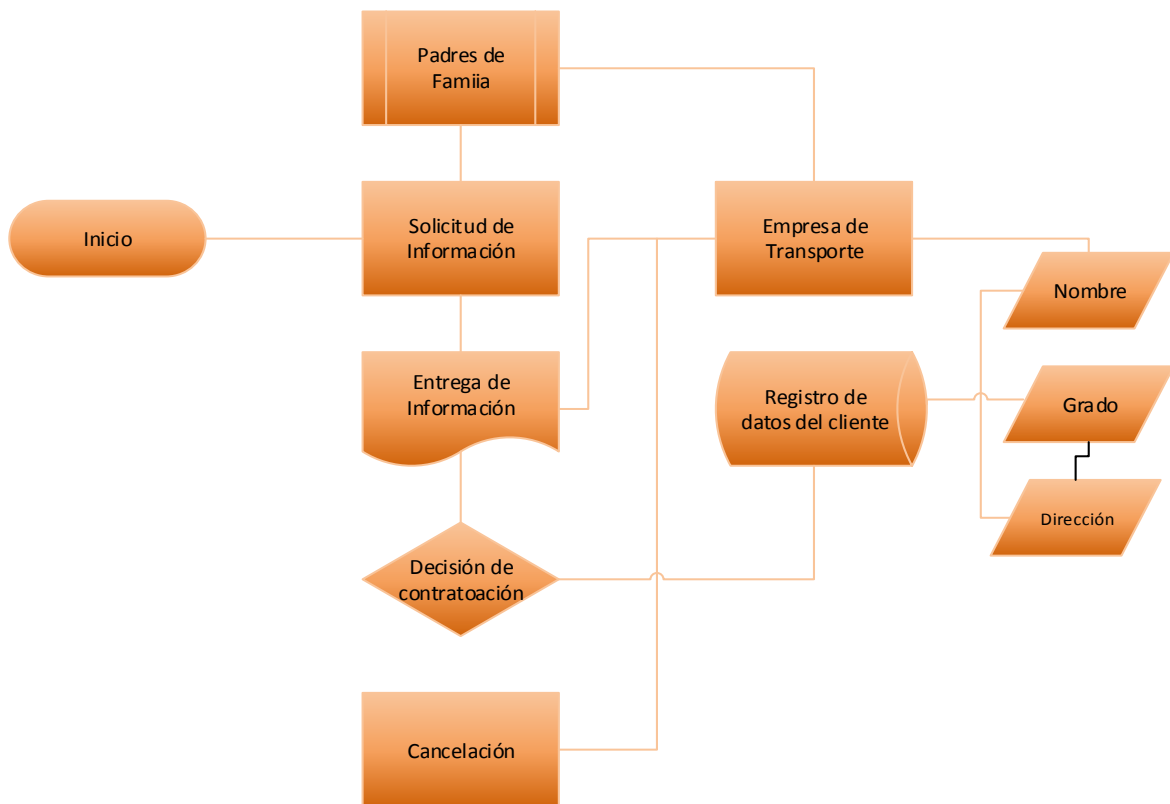 Padres de
Famiia
Inicio
Solicitud de
Información
Empresa de
Transporte
Nombre
Entrega de
Información
Registro de
datos del cliente
Grado
Dirección
Decisión de
contratoación
Cancelación